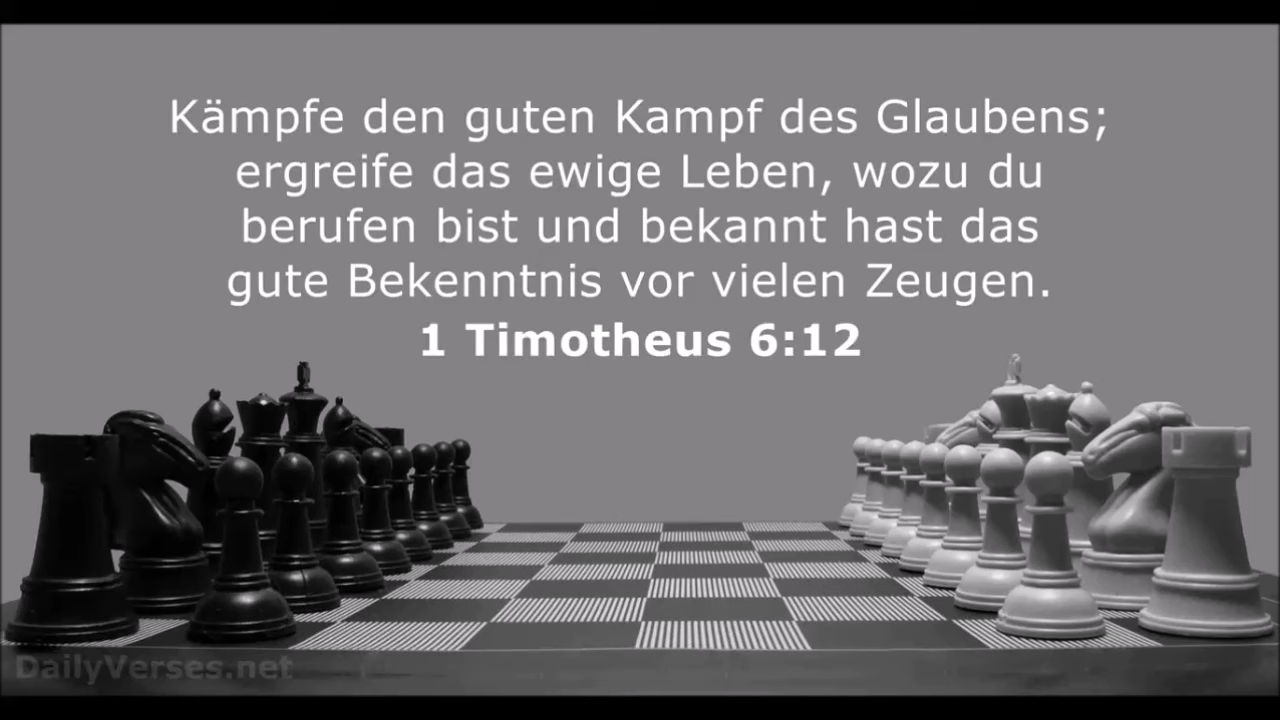 Kämpfe den guten Kampf des Glaubens;
ergreife das ewige Leben, wozu du
berufen bist und bekannt hast das
gute Bekenntnis vor vielen Zeugen.
1 Timotheus 6:12
DailyVerses.net